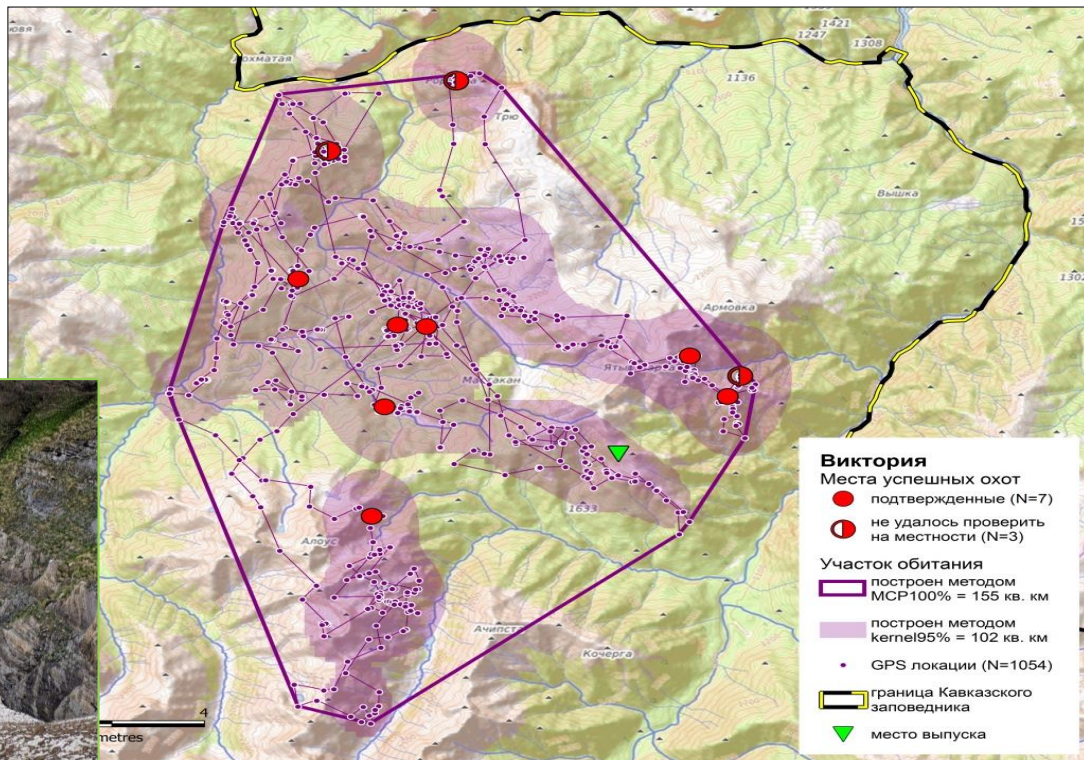 1421
1247
1308
Лохматая
1136
Трю
Вышка
Армовка
1633
Алоус
Ачипста
Кочерга
4
metres
Виктория
Места успешных охот
подтвержденные (N=7)
не удалось проверить
на местности (N=3)
Участок обитания
построен методом
MCP100% = 155 кв. км
построен методом
kernel95% = 102 кв. км
GPS локации (N=1054)
граница Кавказского
заповедника
место выпуска